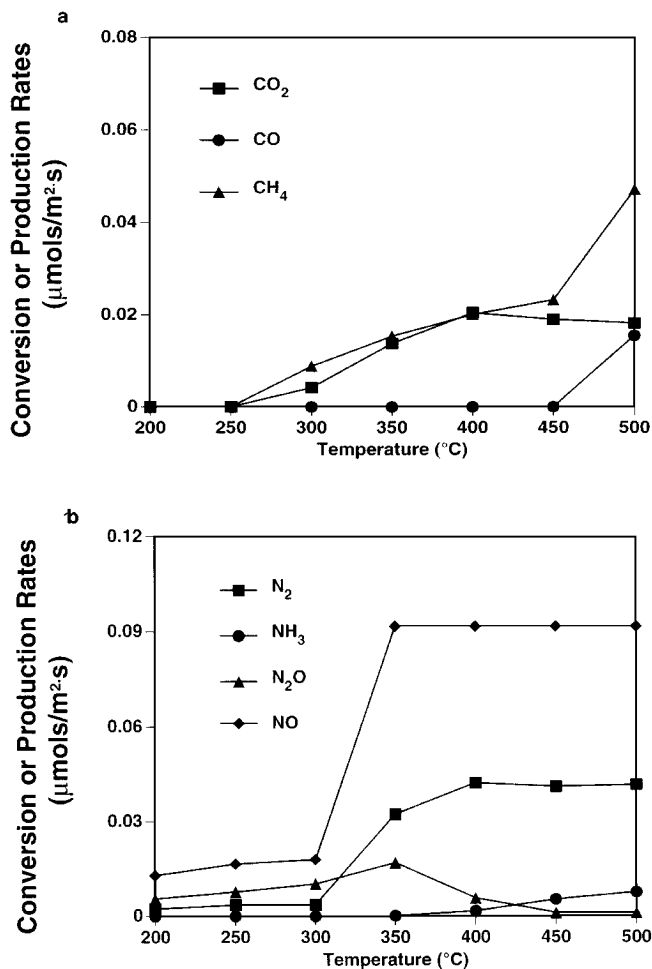 a
Conversion or Production Rates
(μmols/m²·s)
0.08
0.06
0.04
0.02
0
CO₂
CO
CH₄
200 250 300 350 400 450 500
Temperature (°C)
b
Conversion or Production Rates
(μmols/m²·s)
0.12
0.09
0.06
0.03
0
N₂
NH₃
N₂O
NO
200 250 300 350 400 450 500
Temperature (°C)